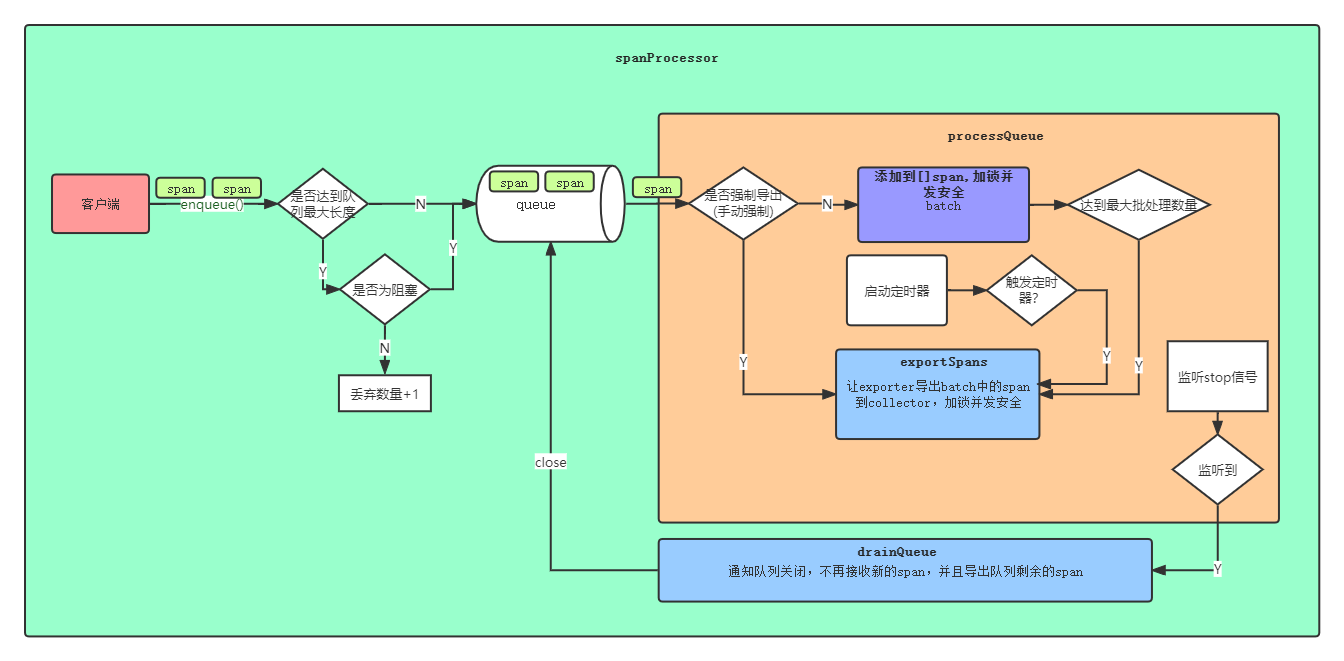 spanProcessor
processQueue
客户端
span
span
enqueue()
是否达到队
列最大长度
N
Y
是否为阻塞
Y
N
丢弃数量+1
span
span
queue
span
是否强制导出
(手动强制)
N
添加到[]span,加锁并
发安全
batch
达到最大批处理数量
启动定时器
触发定时
器?
Y
Y
Y
exportSpans
让exporter导出batch中的span
到collector，加锁并发安全
监听stop信号
监听到
Y
close
drainQueue
通知队列关闭，不再接收新的span，并且导出队列剩余的span